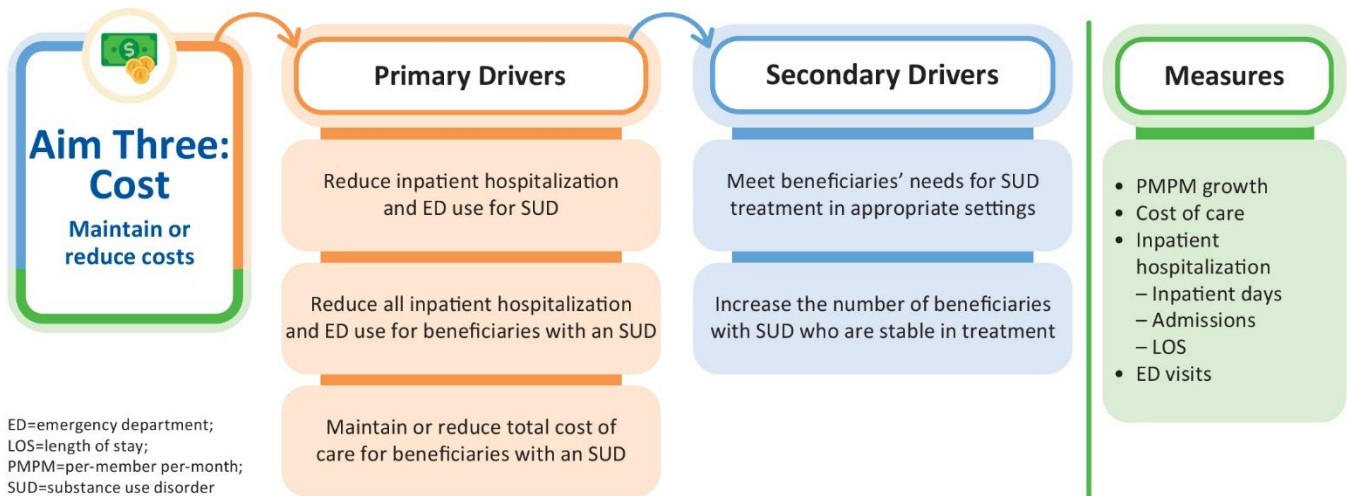 Aim Three:
Cost
Maintain or
reduce costs
Primary Drivers
Reduce inpatient hospitalization
and ED use for SUD
Reduce all inpatient hospitalization
and ED use for beneficiaries with an SUD
Maintain or reduce total cost of
care for beneficiaries with an SUD
Secondary Drivers
Meet beneficiaries’ needs for SUD
treatment in appropriate settings
Increase the number of beneficiaries
with SUD who are stable in treatment
Measures
• PMPM growth
• Cost of care
• Inpatient
hospitalization
– Inpatient days
– Admissions
– LOS
• ED visits
ED=emergency department;
LOS=length of stay;
PMPM=per-member per-month;
SUD=substance use disorder
$